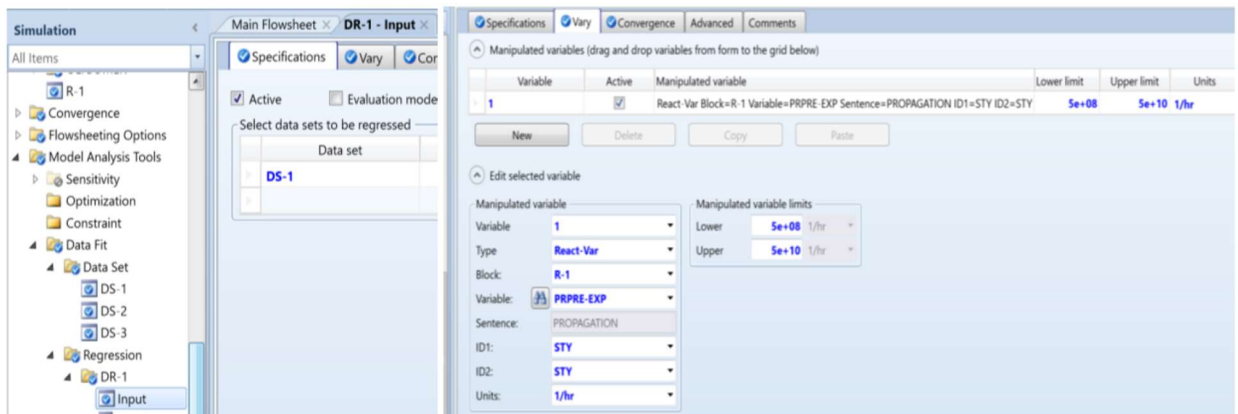 Simulation
All Items
R-1
Convergence
Flowsheeting Options
Model Analysis Tools
Sensitivity
Optimization
Constraint
Data Fit
Data Set
DS-1
DS-2
DS-3
Regression
DR-1
Input
Main Flowsheet × DR-1 - Input ×
Specifications Vary Cor
Active Evaluation mode
Select data sets to be regressed
Data set
DS-1
Specifications Vary Convergence Advanced Comments
Manipulated variables (drag and drop variables from form to the grid below)
Variable Active Manipulated variable Lower limit Upper limit Units
1 React-Var Block=R-1 Variable=PRPRE-EXP Sentence=PROPAGATION ID1=STY ID2=STY 5e+08 5e+10 1/hr
New Delete Copy Paste
Edit selected variable
Manipulated variable
Variable 1
Type React-Var
Block: R-1
Variable: PRPRE-EXP
Sentence: PROPAGATION
ID1: STY
ID2: STY
Units: 1/hr
Manipulated variable limits
Lower 5e+08 1/hr
Upper 5e+10 1/hr